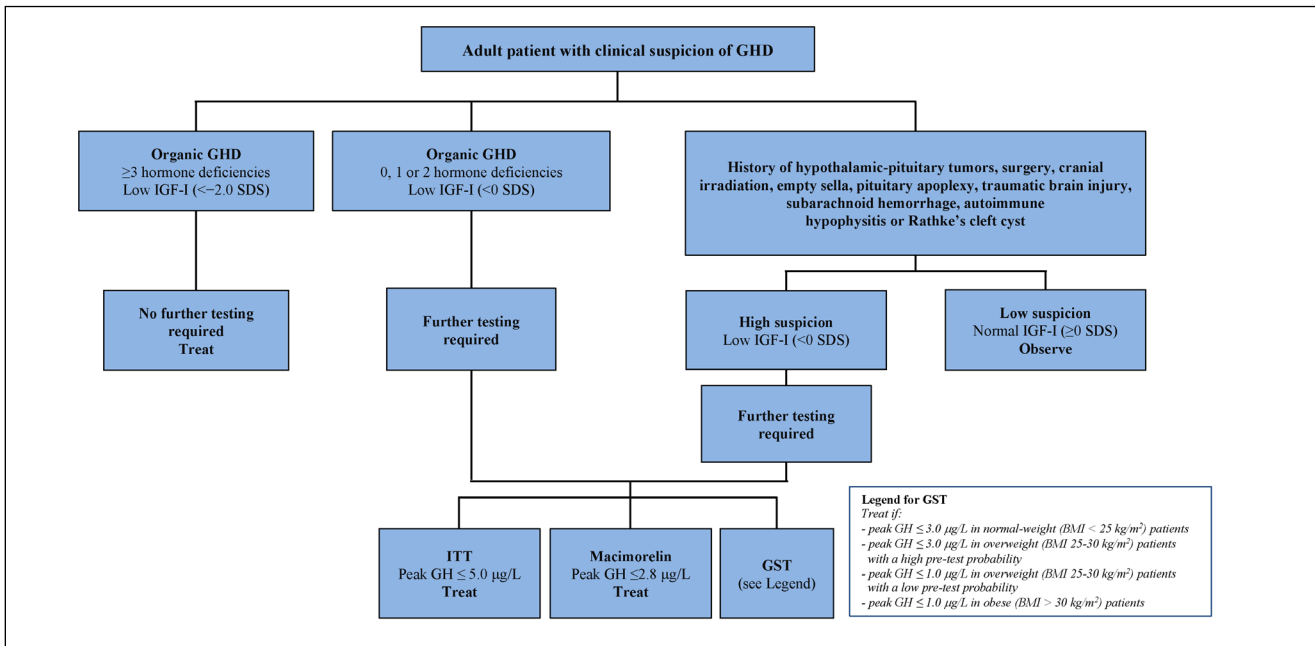 Adult patient with clinical suspicion of GHD
Organic GHD
≥3 hormone deficiencies
Low IGF-I (<−2.0 SDS)
Organic GHD
0, 1 or 2 hormone deficiencies
Low IGF-I (<0 SDS)
History of hypothalamic-pituitary tumors, surgery, cranial
irradiation, empty sella, pituitary apoplexy, traumatic brain injury,
subarachnoid hemorrhage, autoimmune
hypophysitis or Rathke's cleft cyst
No further testing
required
Treat
Further testing
required
High suspicion
Low IGF-I (<0 SDS)
Low suspicion
Normal IGF-I (≥0 SDS)
Observe
Further testing
required
ITT
Peak GH ≤ 5.0 µg/L
Treat
Macimorelin
Peak GH ≤2.8 µg/L
Treat
GST
(see Legend)
Legend for GST
Treat if:
- peak GH ≤ 3.0 µg/L in normal-weight (BMI < 25 kg/m²) patients
- peak GH ≤ 3.0 µg/L in overweight (BMI 25-30 kg/m²) patients
with a high pre-test probability
- peak GH ≤ 1.0 µg/L in overweight (BMI 25-30 kg/m²) patients
with a low pre-test probability
- peak GH ≤ 1.0 µg/L in obese (BMI > 30 kg/m²) patients